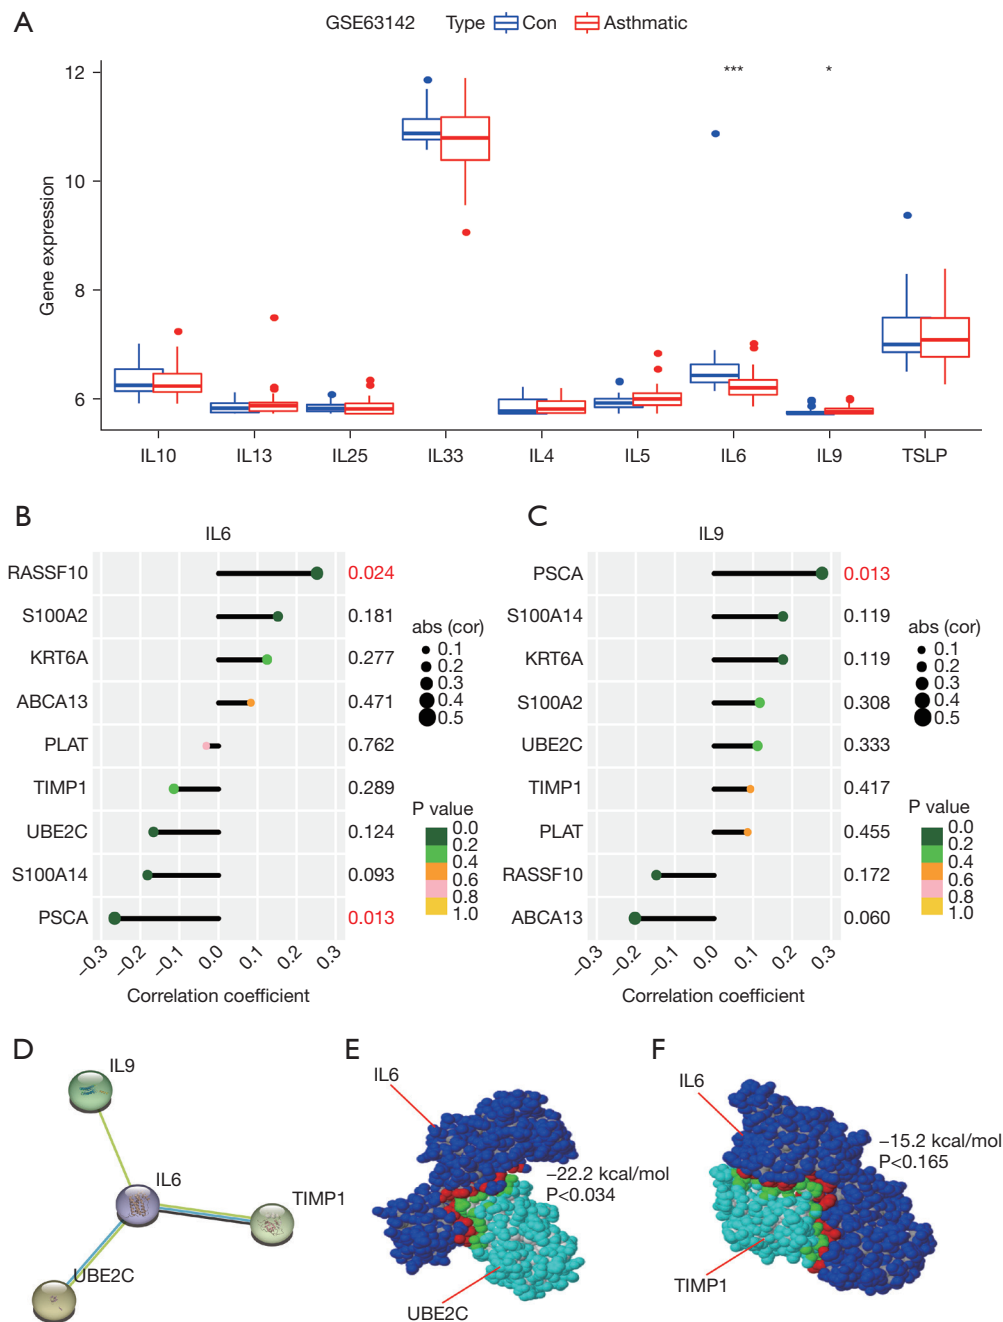 A
GSE63142 Type Con Asthmatic
***
*
12
10
8
6
Gene expression
IL10 IL13 IL25 IL33 IL4 IL5 IL6 IL9 TSLP
B
IL6
RASSF10 0.024
S100A2 0.181
KRT6A 0.277
ABCA13 0.471
PLAT 0.762
TIMP1 0.289
UBE2C 0.124
S100A14 0.093
PSCA 0.013
−0.3 −0.2 −0.1 0.0 0.1 0.2 0.3
Correlation coefficient
abs (cor)
0.1
0.2
0.3
0.4
0.5
P value
0.0
0.2
0.4
0.6
0.8
1.0
C
IL9
PSCA 0.013
S100A14 0.119
KRT6A 0.119
S100A2 0.308
UBE2C 0.333
TIMP1 0.417
PLAT 0.455
RASSF10 0.172
ABCA13 0.060
−0.3 −0.2 −0.1 0.0 0.1 0.2 0.3
Correlation coefficient
abs (cor)
0.1
0.2
0.3
0.4
0.5
P value
0.0
0.2
0.4
0.6
0.8
1.0
D
IL9
IL6
TIMP1
UBE2C
E
IL6
−22.2 kcal/mol
P<0.034
UBE2C
F
IL6
−15.2 kcal/mol
P<0.165
TIMP1